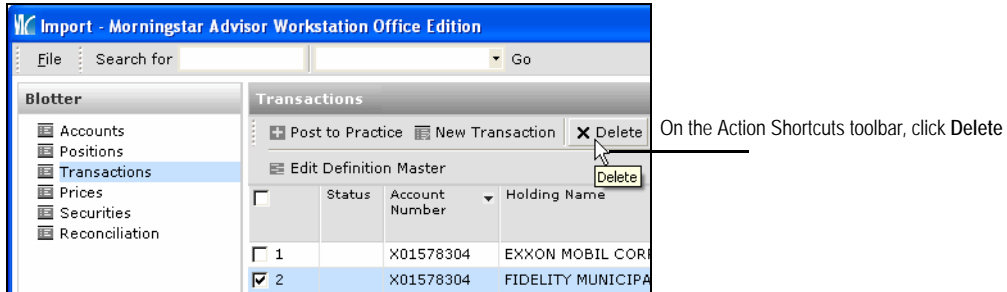 Import - Morningstar Advisor Workstation Office Edition
File Search for Go
Blotter
Accounts
Positions
Transactions
Prices
Securities
Reconciliation
Transactions
Post to Practice New Transaction Delete
Edit Definition Master
Delete
Status Account Number Holding Name
1 X01578304 EXXON MOBIL
2 X01578304 FIDELITY
On the Action Shortcuts toolbar, click Delete